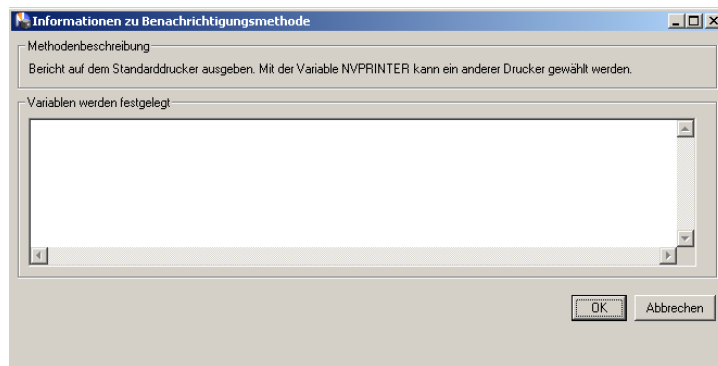 Informationen zu Benachrichtigungsmethode
Methodenbeschreibung
Bericht auf dem Standarddrucker ausgeben. Mit der Variable NVPRINTER kann ein anderer Drucker gewählt werden.
Variablen werden festgelegt
OK Abbrechen